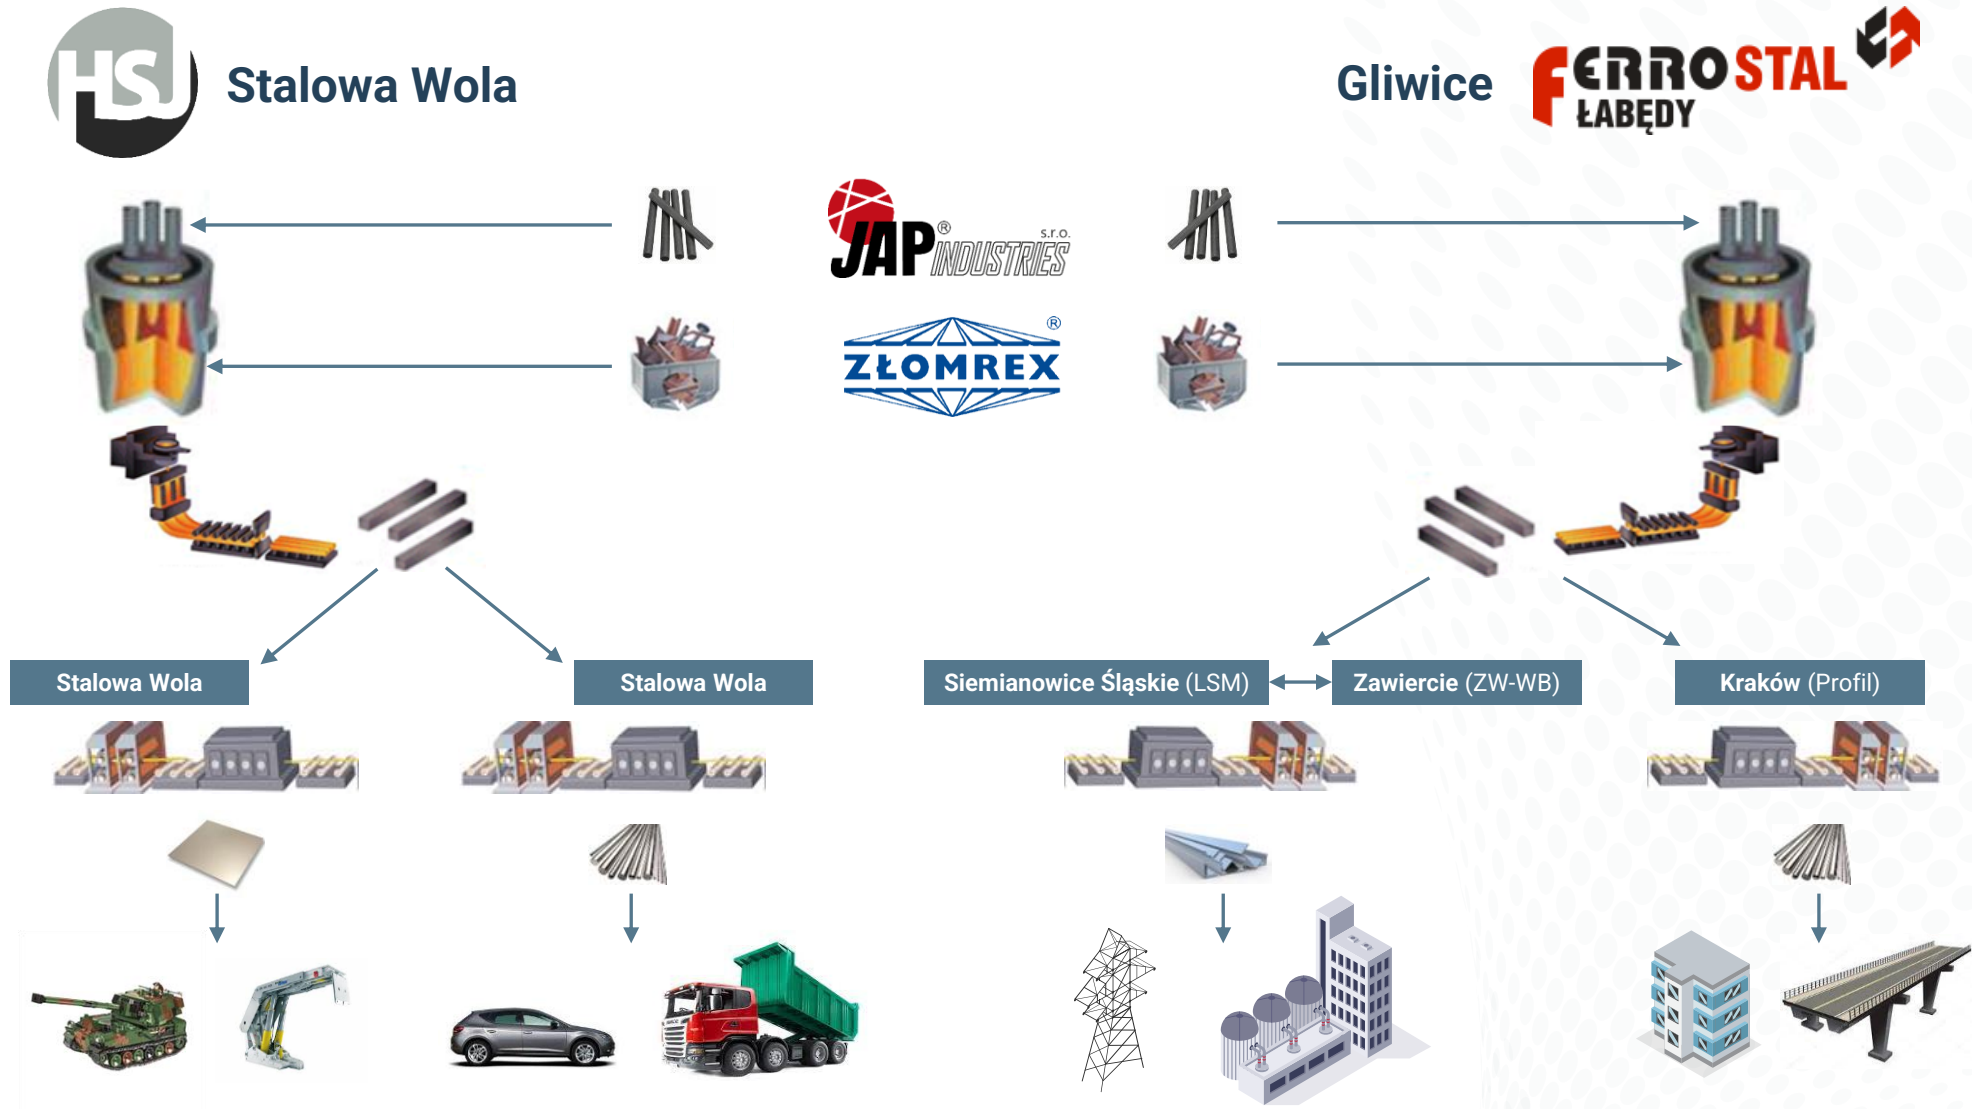 HSJ
Stalowa Wola
Gliwice
FERROSTAL
ŁABĘDY
JAP® INDUSTRIES s.r.o.
ZŁOMREX ®
Stalowa Wola
Stalowa Wola
Siemianowice Śląskie (LSM)
Zawiercie (ZW-WB)
Kraków (Profil)